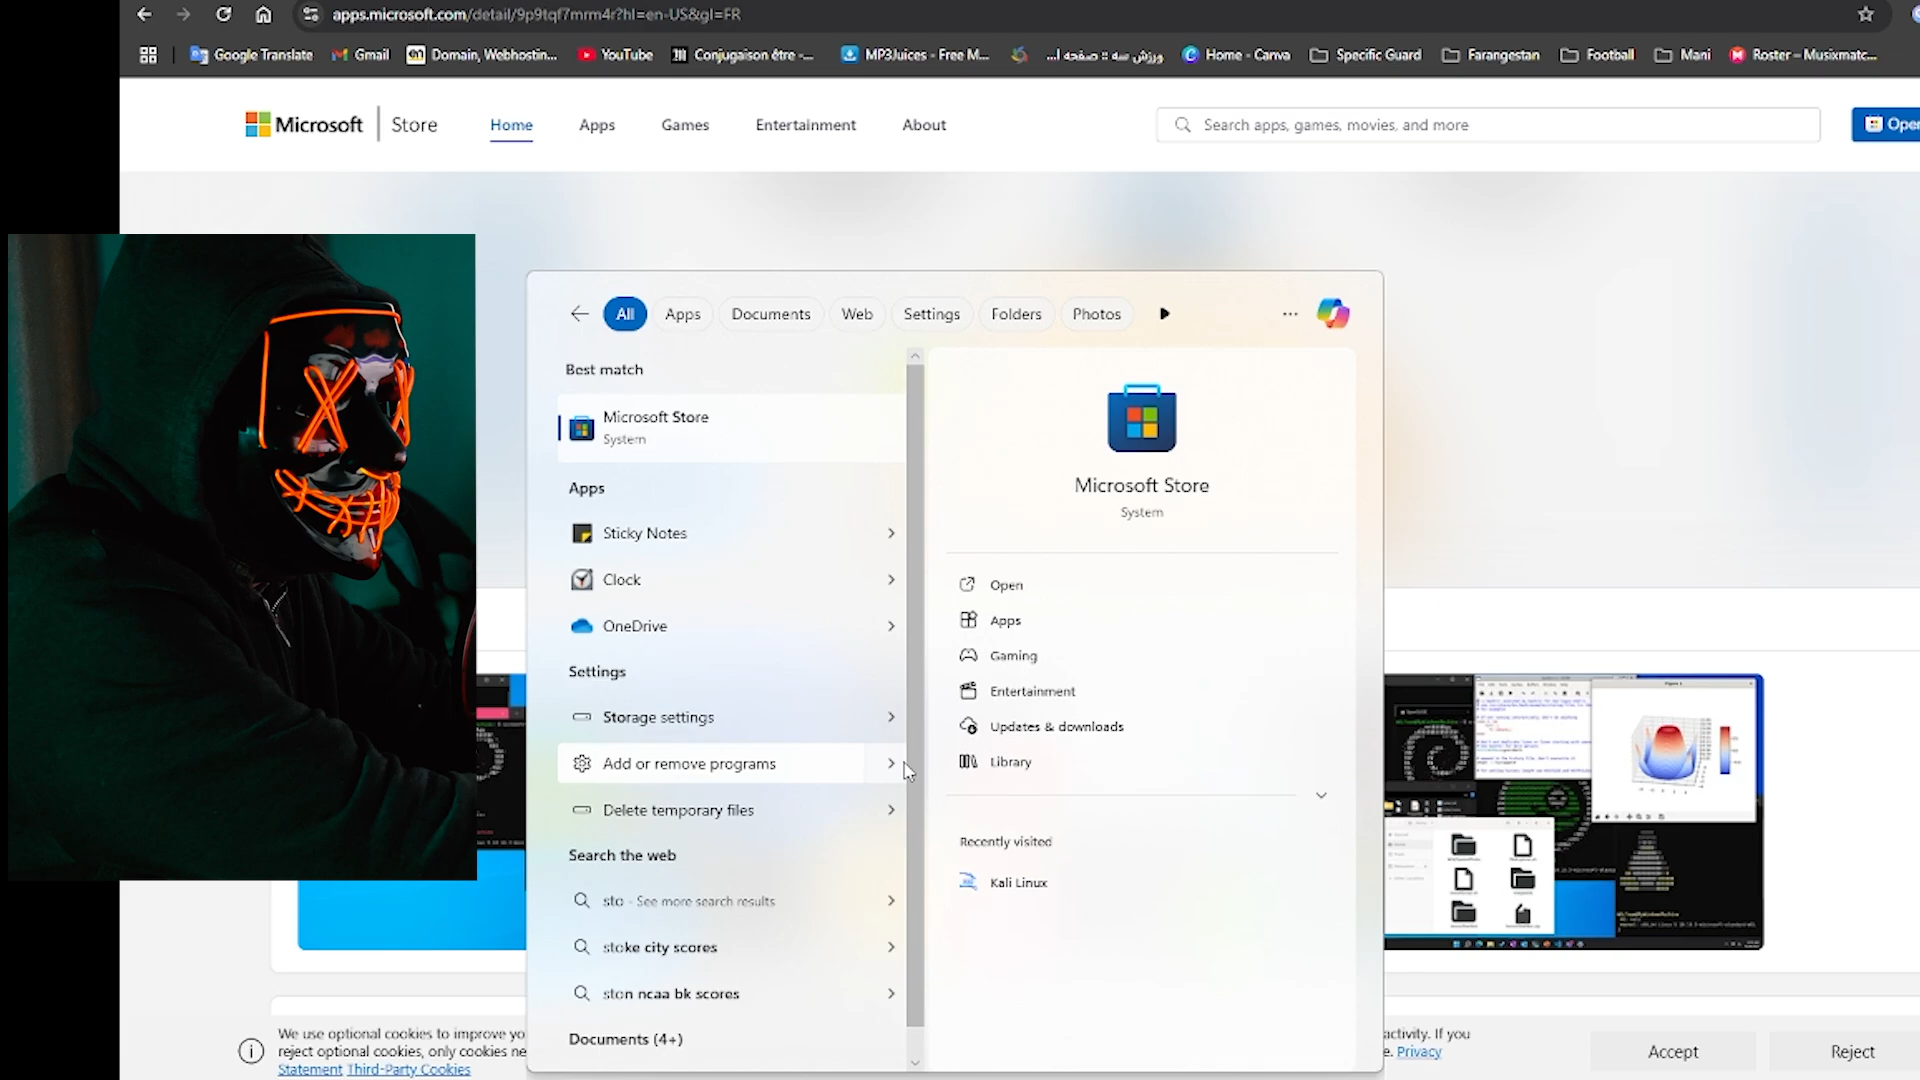 apps.microsoft.com/detail/9p9tqf7mrm4r?hl=en-US&gl=FR
Google Translate
Gmail
Domain, Webhostin...
YouTube
Conjugaison être -...
MP3Juices - Free M...
ورزش سه :: صفحه ا...
Home - Canva
Specific Guard
Farangestan
Football
Mani
Roster – Musixmatc...
Microsoft
Store
Home
Apps
Games
Entertainment
About
Search apps, games, movies, and more
Open
All
Apps
Documents
Web
Settings
Folders
Photos
Best match
Microsoft Store
System
Apps
Sticky Notes
Clock
OneDrive
Settings
Storage settings
Add or remove programs
Delete temporary files
Search the web
sto - See more search results
stoke city scores
ston ncaa bk scores
Documents (4+)
Microsoft Store
System
Open
Apps
Gaming
Entertainment
Updates & downloads
Library
Recently visited
Kali Linux
We use optional cookies to improve yo
reject optional cookies, only cookies ne
Statement Third-Party Cookies
activity. If you
e. Privacy
Accept
Reject